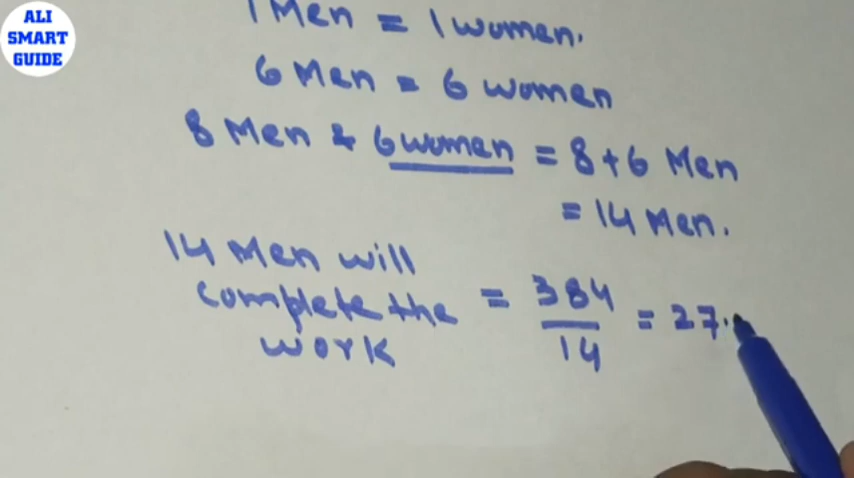 ALI
SMART
GUIDE
1 Men = 1 women.
6 Men = 6 women
8 Men & 6 women = 8+6 Men
= 14 Men.
14 Men will
complete the
work
= 384/14 = 27.